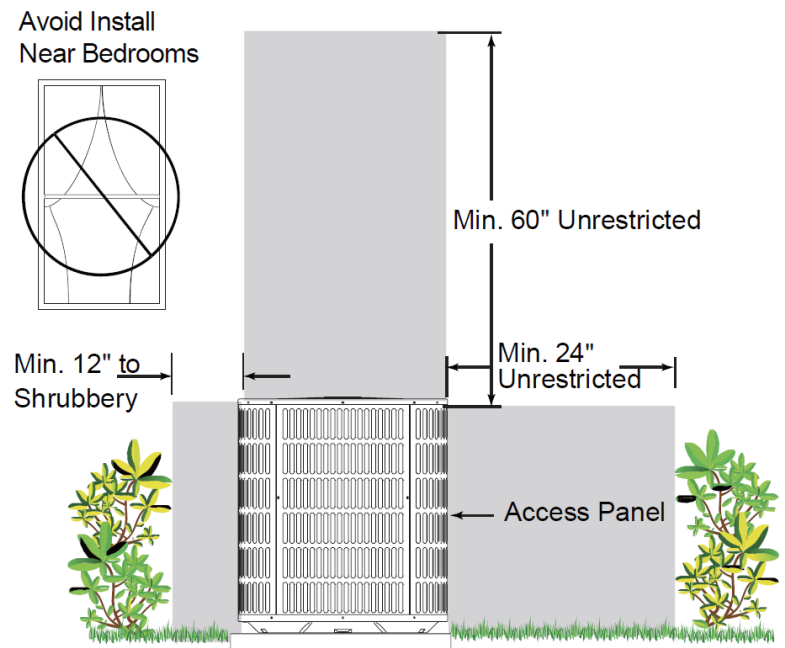 Avoid Install
Near Bedrooms
Min. 60" Unrestricted
Min. 12" to
Shrubbery
Min. 24"
Unrestricted
Access Panel